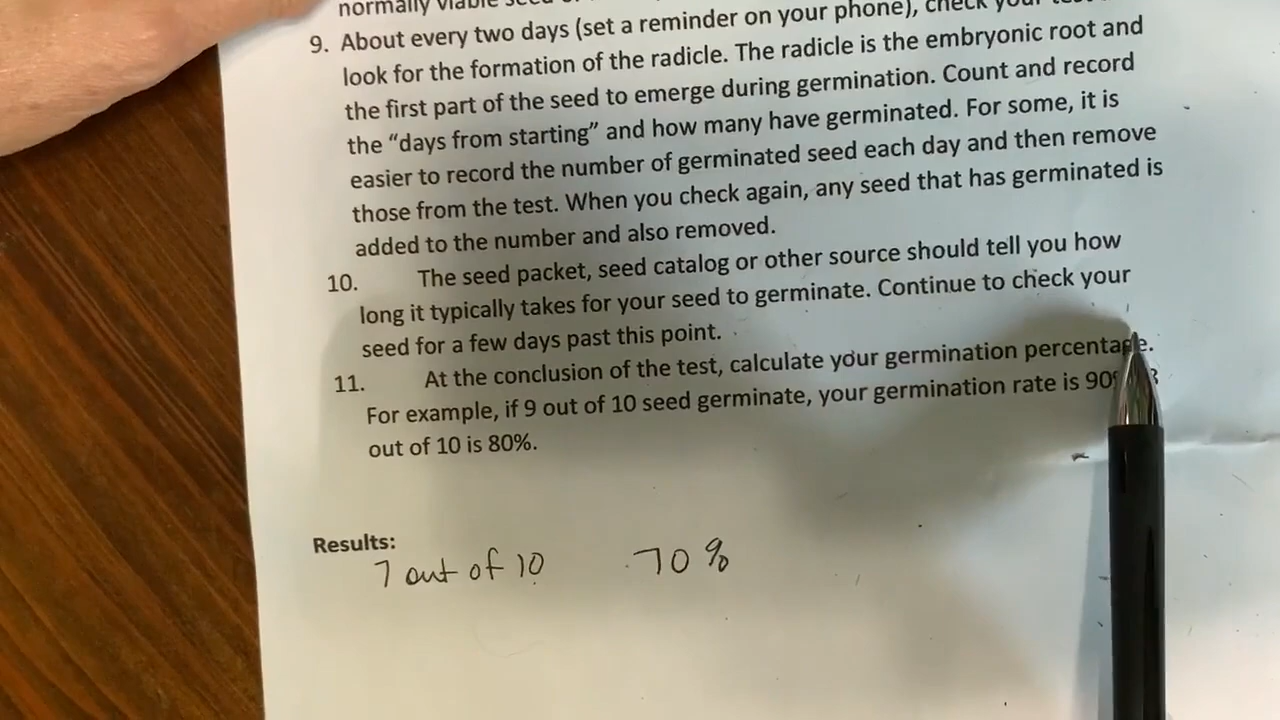 normally viable seed
9. About every two days (set a reminder on your phone), check your
look for the formation of the radicle. The radicle is the embryonic root and
the first part of the seed to emerge during germination. Count and record
the “days from starting” and how many have germinated. For some, it is
easier to record the number of germinated seed each day and then remove
those from the test. When you check again, any seed that has germinated is
added to the number and also removed.
10. The seed packet, seed catalog or other source should tell you how
long it typically takes for your seed to germinate. Continue to check your
seed for a few days past this point.
11. At the conclusion of the test, calculate your germination percentage.
For example, if 9 out of 10 seed germinate, your germination rate is 90%
out of 10 is 80%.
Results:
7 out of 10 70%